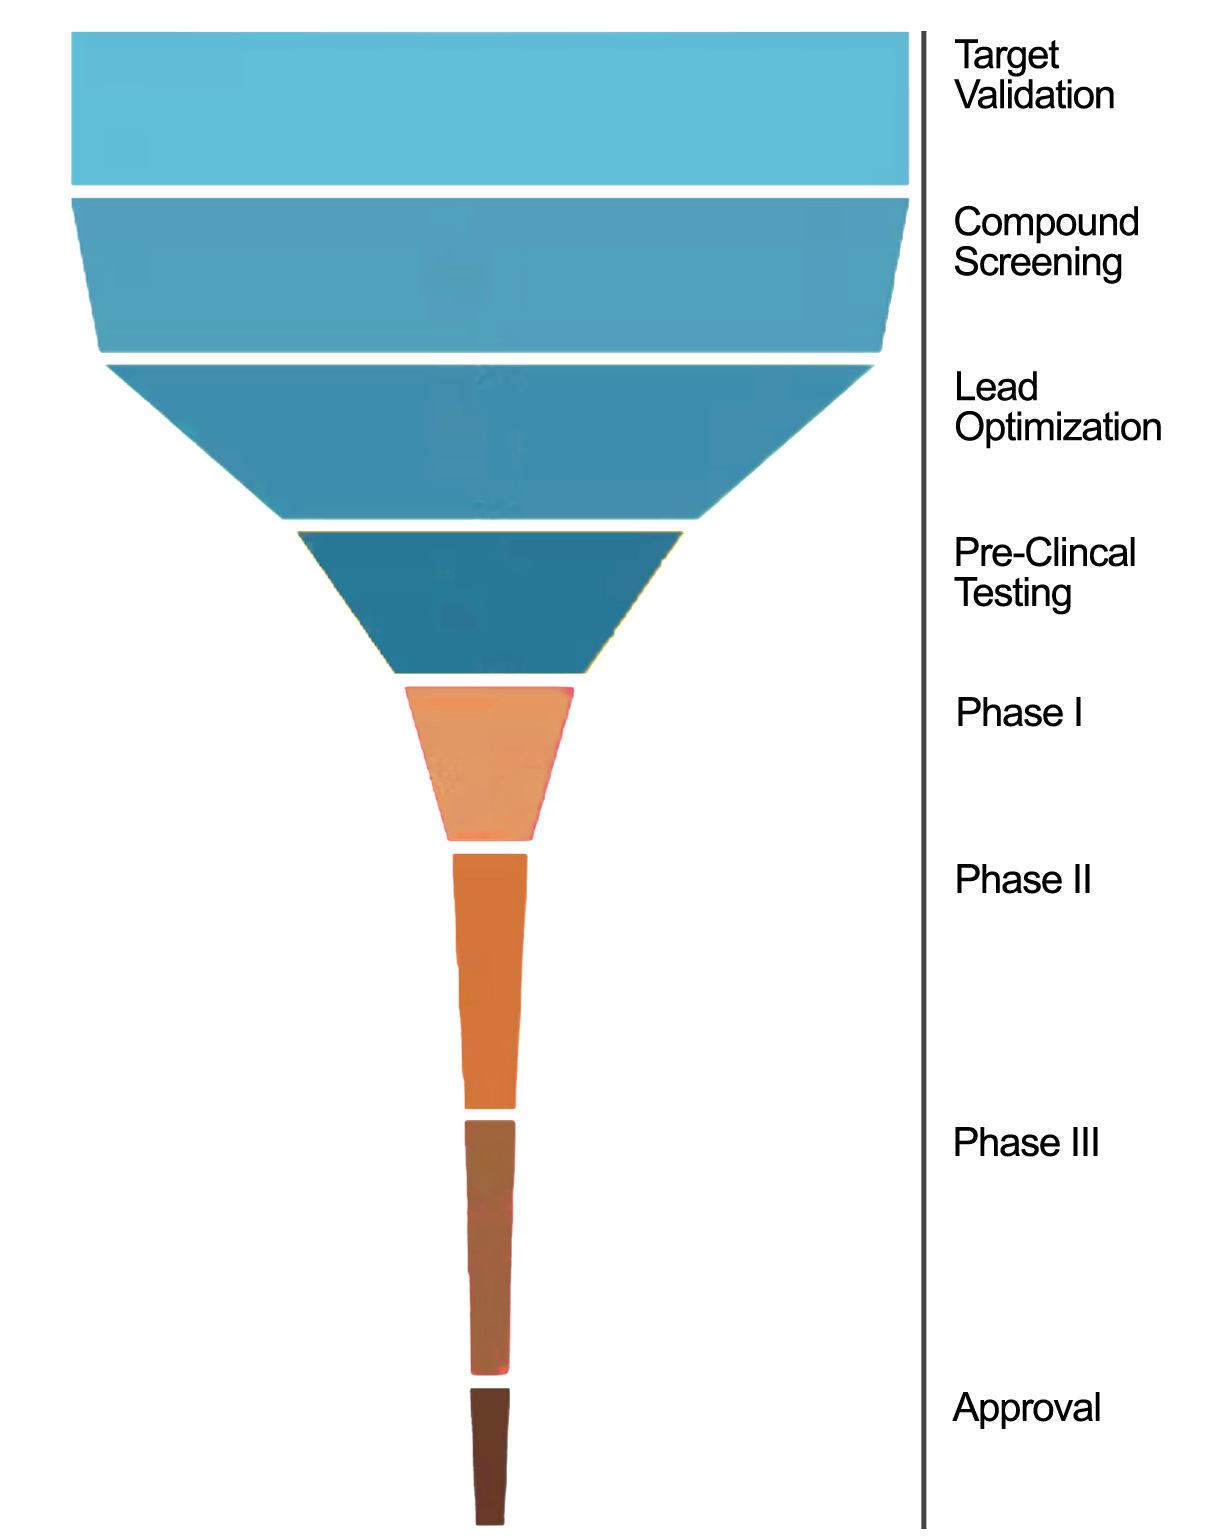 Target
Validation
Compound
Screening
Lead
Optimization
Pre-Clincal
Testing
Phase I
Phase II
Phase III
Approval